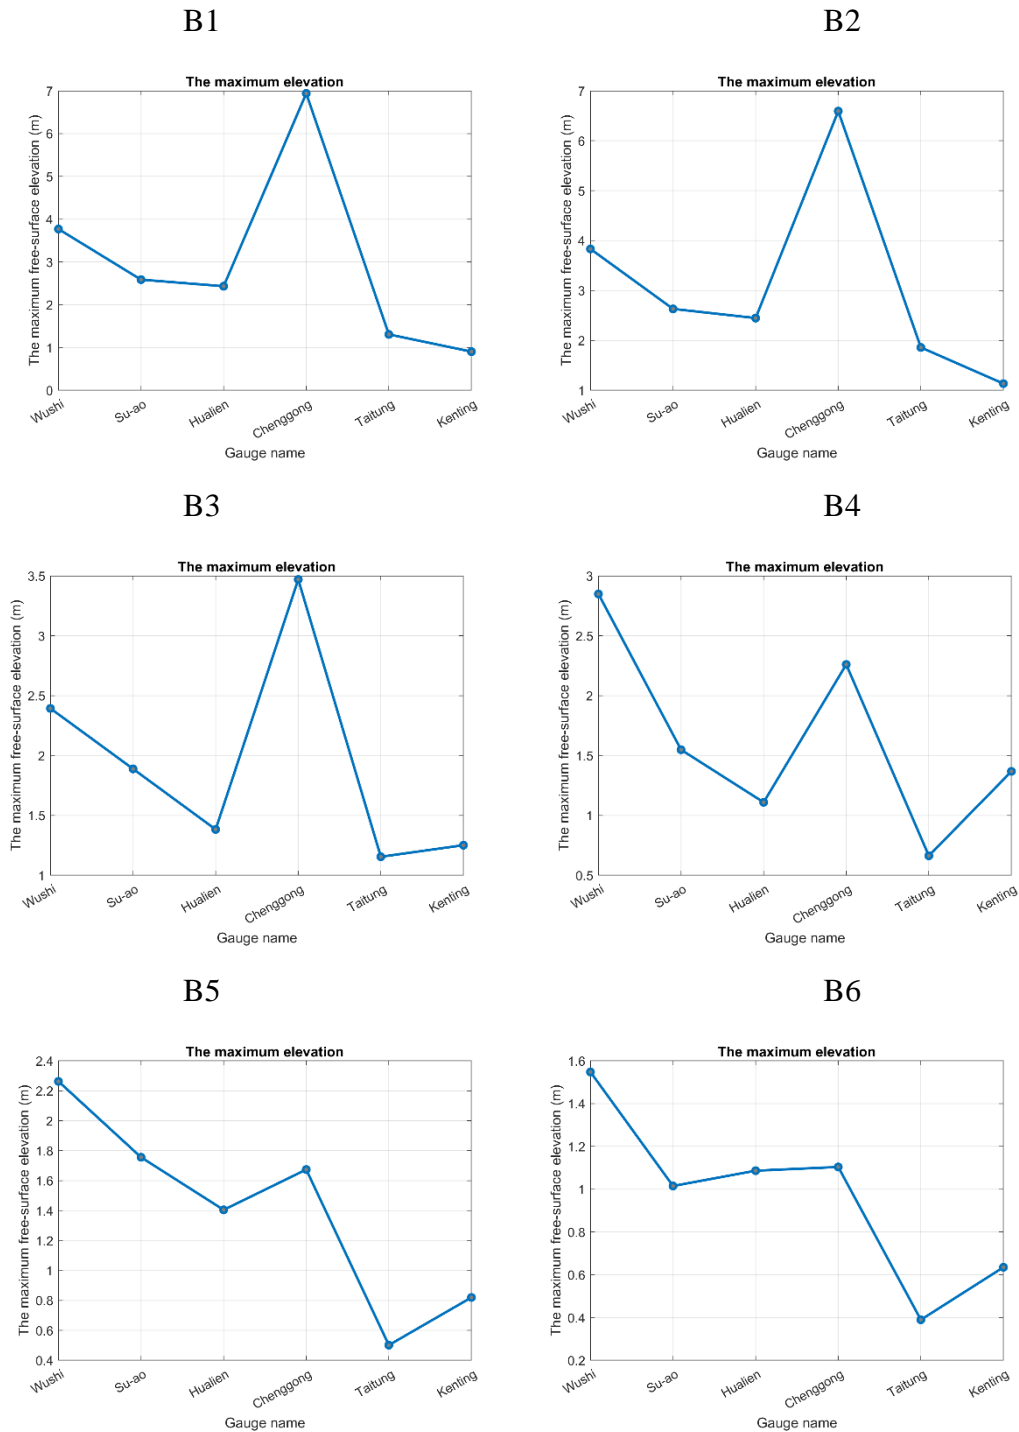 B1
B2
The maximum elevation
The maximum free-surface elevation (m)
7
6
5
4
3
2
1
0
Wushi
Su-ao
Hualien
Chenggong
Taitung
Kenting
Gauge name
The maximum elevation
The maximum free-surface elevation (m)
7
6
5
4
3
2
1
Wushi
Su-ao
Hualien
Chenggong
Taitung
Kenting
Gauge name
B3
B4
The maximum elevation
The maximum free-surface elevation (m)
3.5
3
2.5
2
1.5
1
Wushi
Su-ao
Hualien
Chenggong
Taitung
Kenting
Gauge name
The maximum elevation
The maximum free-surface elevation (m)
3
2.5
2
1.5
1
0.5
Wushi
Su-ao
Hualien
Chenggong
Taitung
Kenting
Gauge name
B5
B6
The maximum elevation
The maximum free-surface elevation (m)
2.4
2.2
2
1.8
1.6
1.4
1.2
1
0.8
0.6
0.4
Wushi
Su-ao
Hualien
Chenggong
Taitung
Kenting
Gauge name
The maximum elevation
The maximum free-surface elevation (m)
1.6
1.4
1.2
1
0.8
0.6
0.4
0.2
Wushi
Su-ao
Hualien
Chenggong
Taitung
Kenting
Gauge name